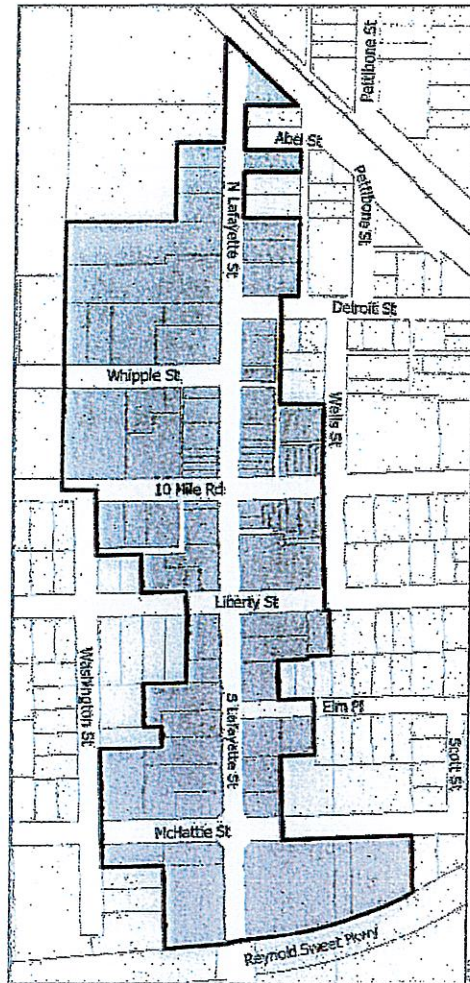 Pettibone St
Abel St
Pettibone St
N Lafayette St
Detroit St
Whipple St
Wells St
10 Mile Rd
Liberty St
Washington St
S Lafayette St
Elm Pl
Scott St
McHattie St
Reynold Sweet Pkwy